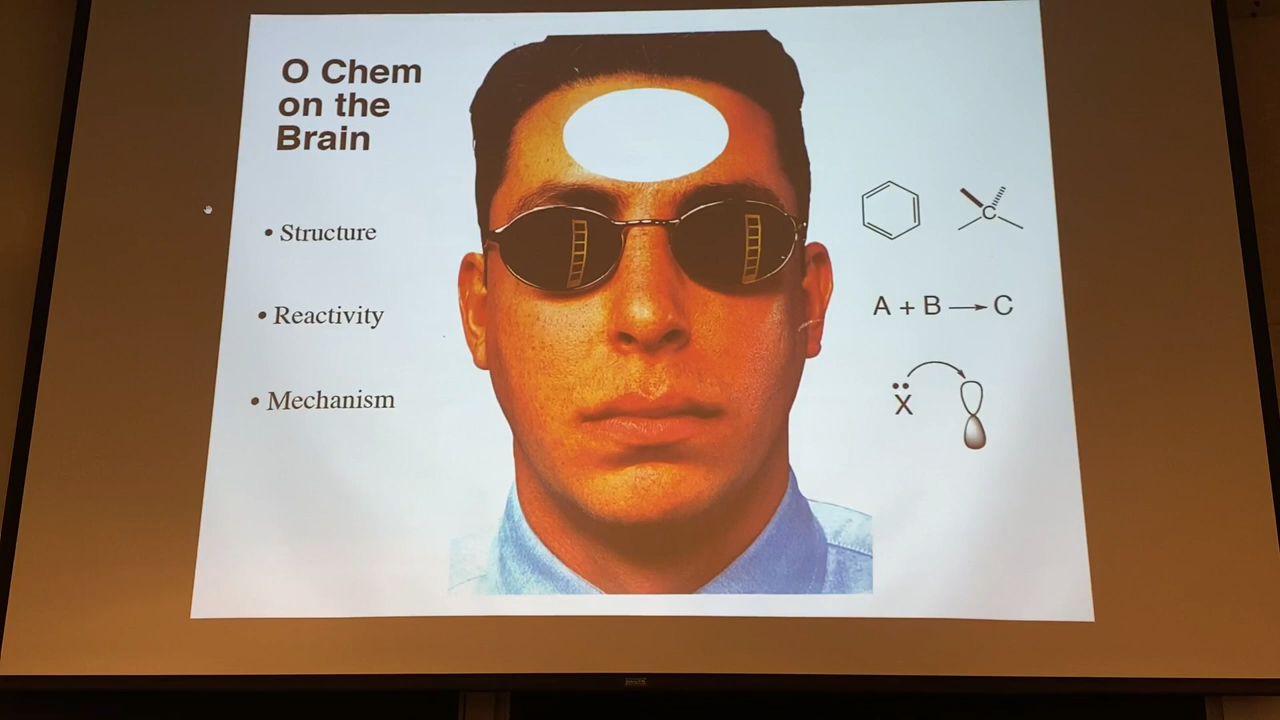 O Chem
on the
Brain
• Structure
• Reactivity
• Mechanism
C
A + B → C
Ẍ